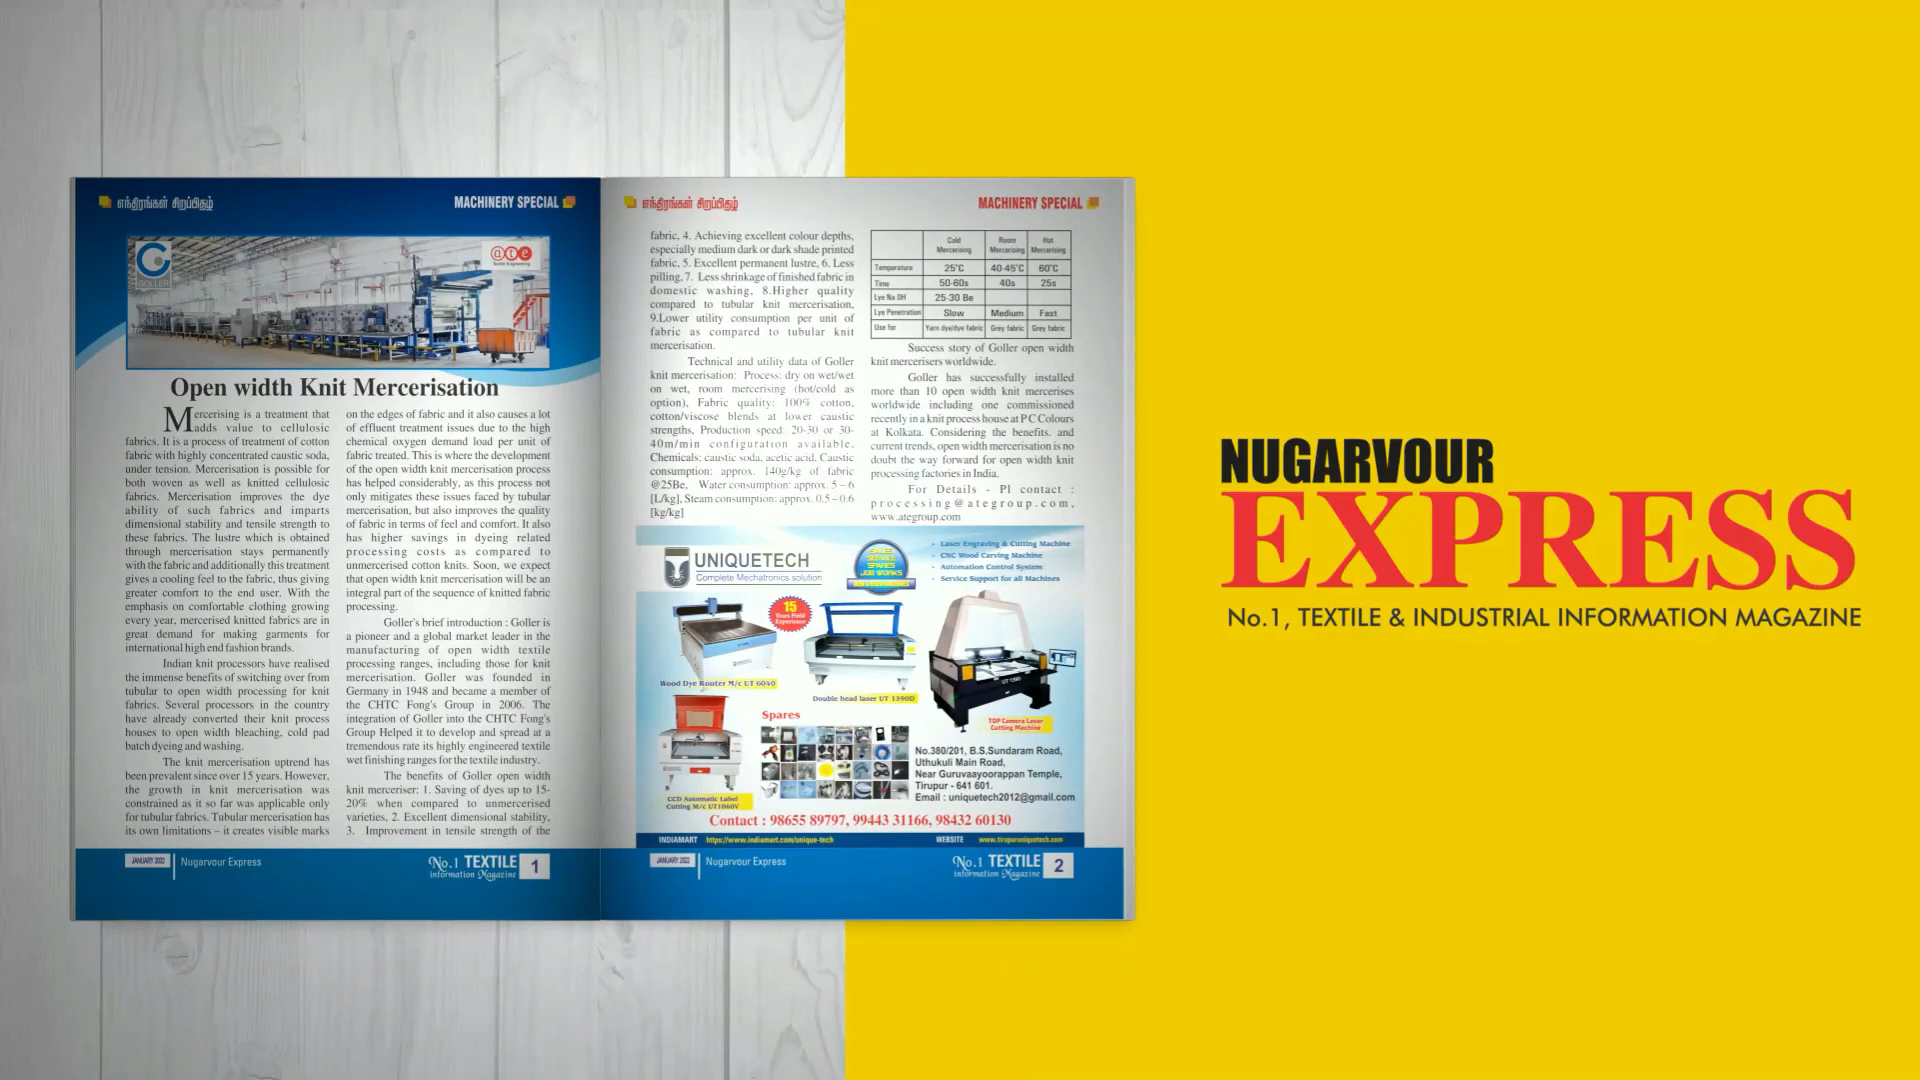 எந்திரங்கள் சிறப்பிதழ்
MACHINERY SPECIAL
GOLLER
ate
Textile Engineering
Open width Knit Mercerisation
Mercerising is a treatment that
adds value to cellulosic
fabrics. It is a process of treatment of cotton
fabric with highly concentrated caustic soda,
under tension. Mercerisation is possible for
both woven as well as knitted cellulosic
fabrics. Mercerisation improves the dye
ability of such fabrics and imparts
dimensional stability and tensile strength to
these fabrics. The lustre which is obtained
through mercerisation stays permanently
with the fabric and additionally this treatment
gives a cooling feel to the fabric, thus giving
greater comfort to the end user. With the
emphasis on comfortable clothing growing
every year, mercerised knitted fabrics are in
great demand for making garments for
international high end fashion brands.
Indian knit processors have realised
the immense benefits of switching over from
tubular to open width processing for knit
fabrics. Several processors in the country
have already converted their knit process
houses to open width bleaching, cold pad
batch dyeing and washing.
The knit mercerisation uptrend has
been prevalent since over 15 years. However,
the growth in knit mercerisation was
constrained as it so far was applicable only
for tubular fabrics. Tubular mercerisation has
its own limitations – it creates visible marks
on the edges of fabric and it also causes a lot
of effluent treatment issues due to the high
chemical oxygen demand load per unit of
fabric treated. This is where the development
of the open width knit mercerisation process
has helped considerably, as this process not
only mitigates these issues faced by tubular
mercerisation, but also improves the quality
of fabric in terms of feel and comfort. It also
has higher savings in dyeing related
processing costs as compared to
unmercerised cotton knits. Soon, we expect
that open width knit mercerisation will be an
integral part of the sequence of knitted fabric
processing.
Goller's brief introduction : Goller is
a pioneer and a global market leader in the
manufacturing of open width textile
processing ranges, including those for knit
mercerisation. Goller was founded in
Germany in 1948 and became a member of
the CHTC Fong's Group in 2006. The
integration of Goller into the CHTC Fong's
Group Helped it to develop and spread at a
tremendous rate its highly engineered textile
wet finishing ranges for the textile industry.
The benefits of Goller open width
knit merceriser: 1. Saving of dyes up to 15-
20% when compared to unmercerised
varieties, 2. Excellent dimensional stability,
3. Improvement in tensile strength of the
JANUARY 2022
Nugarvour Express
No.1 TEXTILE
information Magazine
1
எந்திரங்கள் சிறப்பிதழ்
MACHINERY SPECIAL
fabric, 4. Achieving excellent colour depths,
especially medium dark or dark shade printed
fabric, 5. Excellent permanent lustre, 6. Less
pilling, 7. Less shrinkage of finished fabric in
domestic washing, 8.Higher quality
compared to tubular knit mercerisation,
9.Lower utility consumption per unit of
fabric as compared to tubular knit
mercerisation.
Technical and utility data of Goller
knit mercerisation: Process: dry on wet/wet
on wet, room mercerising (hot/cold as
option), Fabric quality: 100% cotton,
cotton/viscose blends at lower caustic
strengths, Production speed: 20-30 or 30-
40m/min configuration available.
Chemicals: caustic soda, acetic acid. Caustic
consumption: approx. 140g/kg of fabric
@25Be, Water consumption: approx. 5 – 6
[L/kg], Steam consumption: approx. 0.5 – 0.6
[kg/kg]
Cold Mercerising Room Mercerising Hot Mercerising
Temperature 25°C 40-45°C 60°C
Time 50-60s 40s 25s
Lye Na OH 25-30 Be
Lye Penetration Slow Medium Fast
Use for Yarn dye/dye fabric Grey fabric Grey fabric
Success story of Goller open width
knit mercerisers worldwide.
Goller has successfully installed
more than 10 open width knit mercerises
worldwide including one commissioned
recently in a knit process house at P C Colours
at Kolkata. Considering the benefits. and
current trends, open width mercerisation is no
doubt the way forward for open width knit
processing factories in India.
For Details - Pl contact :
processing@ategroup.com,
www.ategroup.com
UNIQUETECH
Complete Mechatronics solution
SALES
SERVICE
SPARES
JOB WORKS
• Laser Engraving & Cutting Machine
• CNC Wood Carving Machine
• Automation Control System
• Service Support for all Machines
15
Years Field
Experience
Wood Dye Router M/c UT 6040
Double head laser UT 1390D
UT 1390
TOP Camera Laser
Cutting Machine
Spares
CCD Automatic Label
Cutting M/c UT1060V
No.380/201, B.S.Sundaram Road,
Uthukuli Main Road,
Near Guruvaayoorappan Temple,
Tirupur - 641 601.
Email : uniquetech2012@gmail.com
Contact : 98655 89797, 99443 31166, 98432 60130
INDIAMART https://www.indiamart.com/unique-tech
WEBSITE www.tirupuruniquetech.com
JANUARY 2022
Nugarvour Express
No.1 TEXTILE
information Magazine
2
NUGARVOUR
EXPRESS
No.1, TEXTILE & INDUSTRIAL INFORMATION MAGAZINE